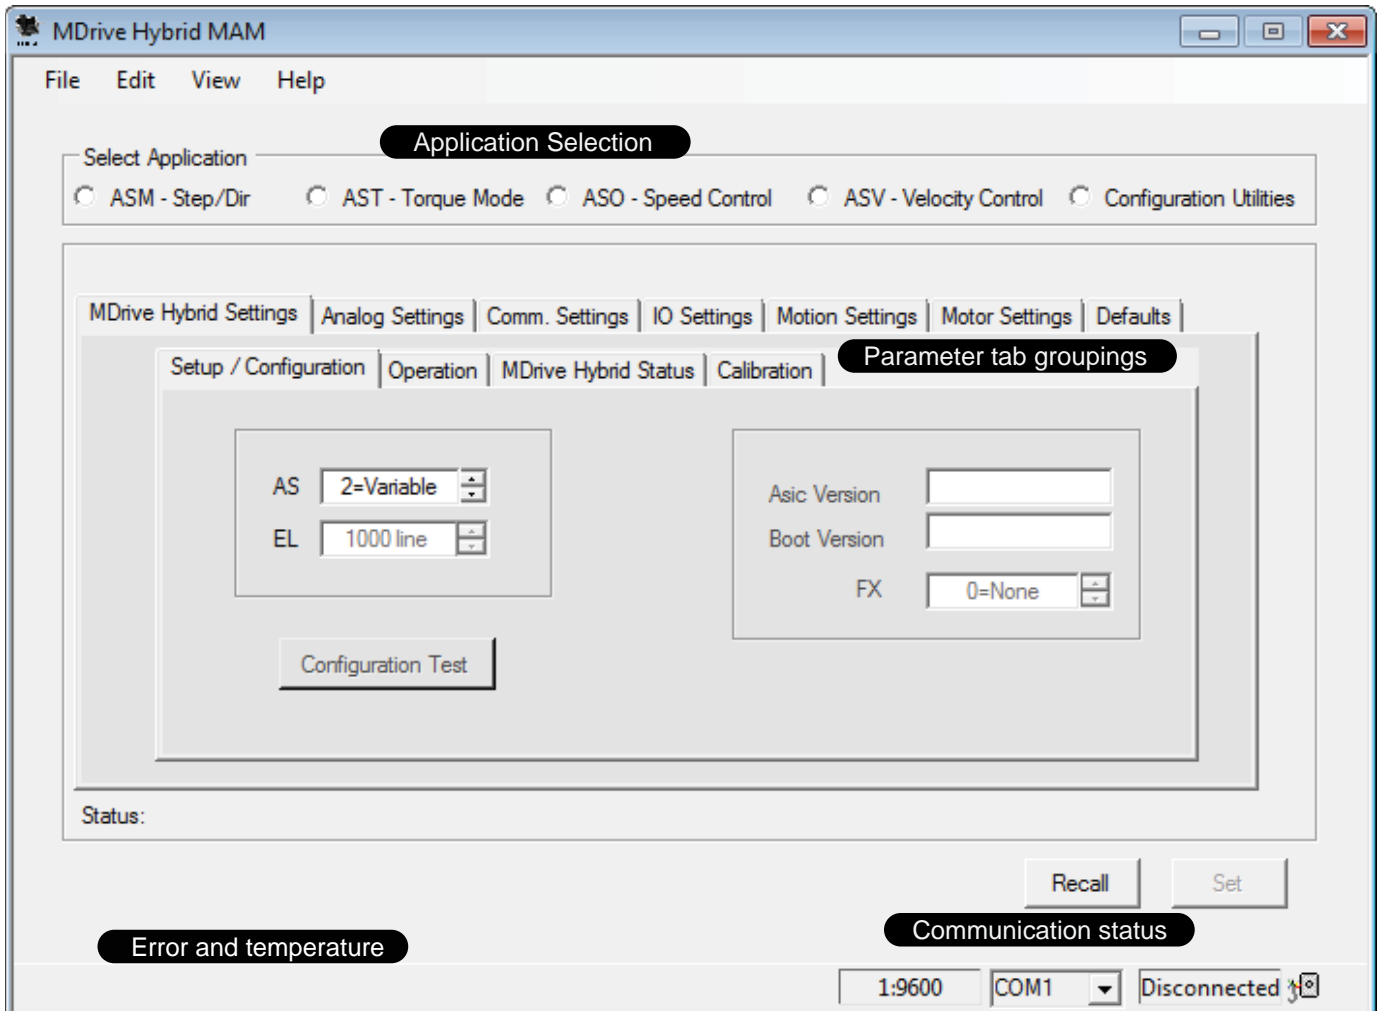 MDrive Hybrid MAM
File Edit View Help
Application Selection
Select Application
ASM - Step/Dir AST - Torque Mode ASO - Speed Control ASV - Velocity Control Configuration Utilities
MDrive Hybrid Settings Analog Settings Comm. Settings IO Settings Motion Settings Motor Settings Defaults
Parameter tab groupings
Setup / Configuration Operation MDrive Hybrid Status Calibration
AS 2=Variable
EL 1000 line
Asic Version
Boot Version
FX 0=None
Configuration Test
Status:
Recall Set
Communication status
Error and temperature
1:9600 COM1 Disconnected